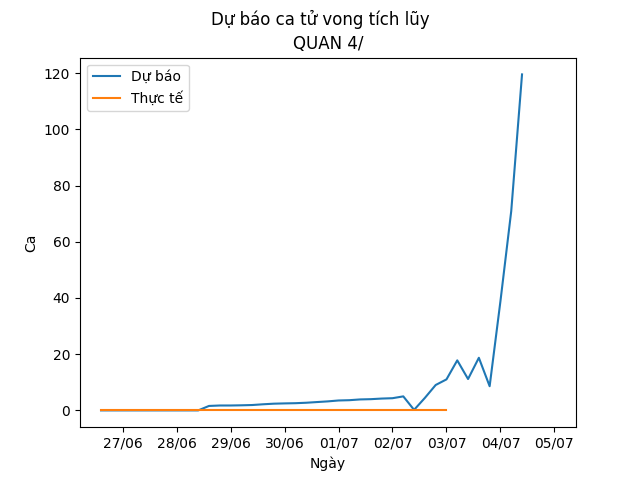 Dự báo ca tử vong tích lũy
QUAN 4/
Dự báo
Thực tế
120
100
80
60
40
20
0
Ca
27/06 28/06 29/06 30/06 01/07 02/07 03/07 04/07 05/07
Ngày